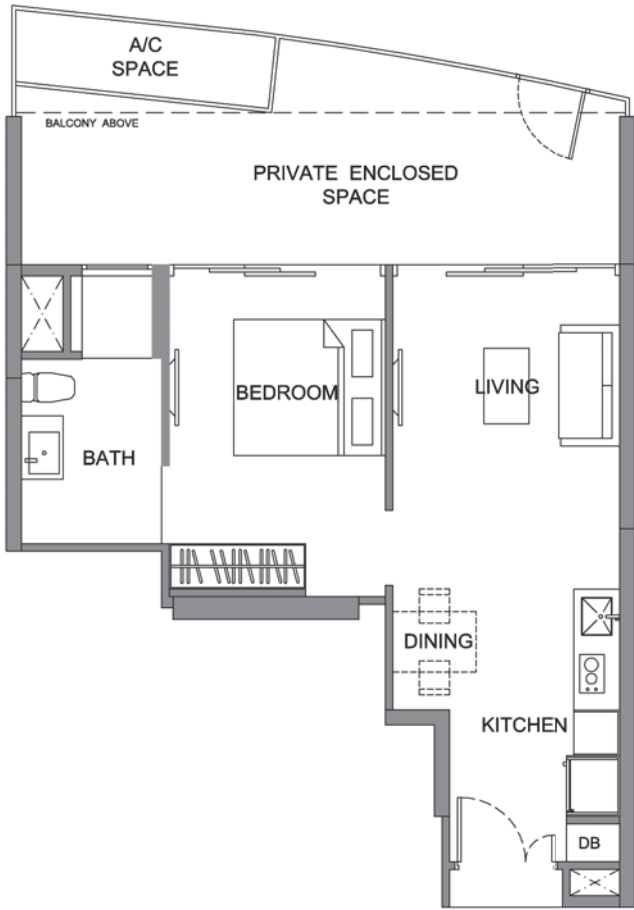 A/C
SPACE
BALCONY ABOVE
PRIVATE ENCLOSED
SPACE
BEDROOM
LIVING
BATH
DINING
KITCHEN
DB